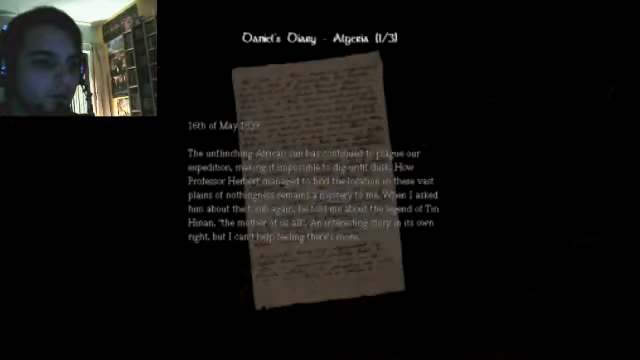 Daniel's Diary - Algeria (1/3)
16th of May 1839
The unflinching African sun has continued to plague our
expedition, making it impossible to dig until dusk. How
Professor Herbert managed to find the location in these vast
plains of nothingness remains a mystery to me. When I asked
him about the tomb again, he told me about the legend of Tin
Hinan, "the mother of us all". An interesting story in its own
right, but I can't help feeling there's more.